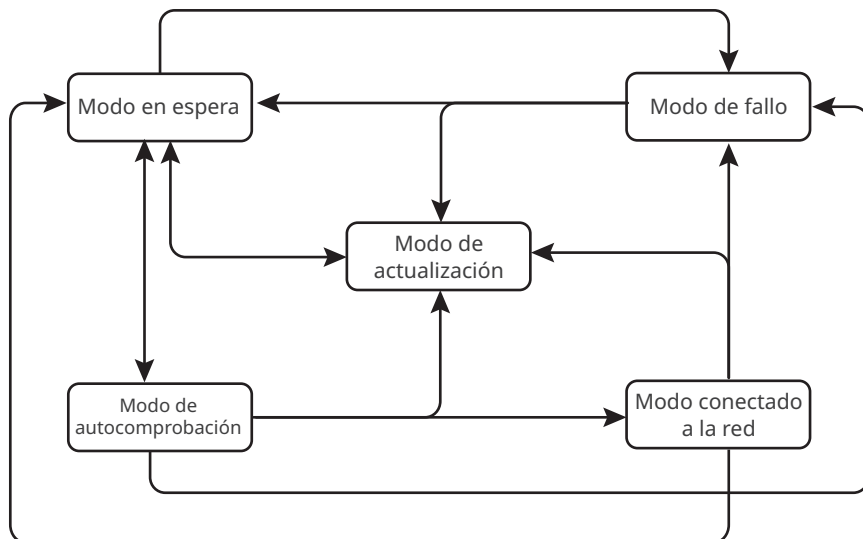 Modo en espera
Modo de fallo
Modo de
actualización
Modo de
autocomprobación
Modo conectado
a la red